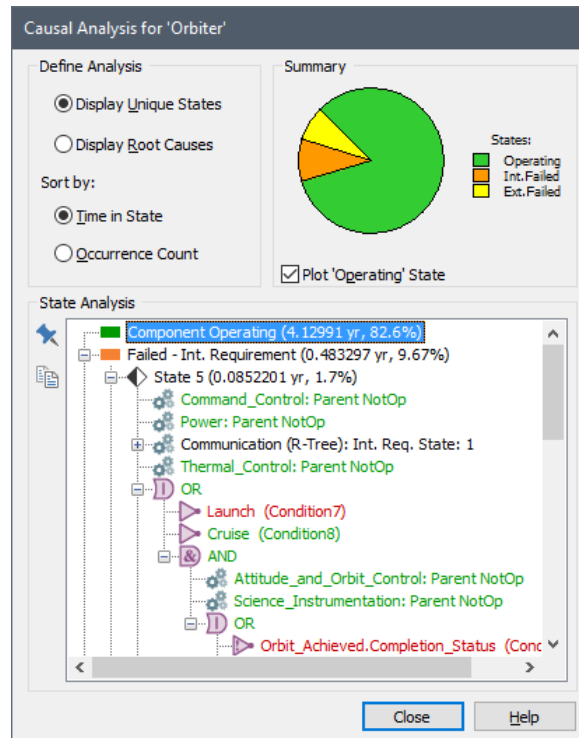 Causal Analysis for 'Orbiter'
Define Analysis
Display Unique States
Display Root Causes
Sort by:
Time in State
Occurrence Count
Summary
States:
Operating
Int.Failed
Ext.Failed
Plot 'Operating' State
State Analysis
Component Operating (4.12991 yr, 82.6%)
Failed - Int. Requirement (0.483297 yr, 9.67%)
State 5 (0.0852201 yr, 1.7%)
Command_Control: Parent NotOp
Power: Parent NotOp
Communication (R-Tree): Int. Req. State: 1
Thermal_Control: Parent NotOp
OR
Launch (Condition7)
Cruise (Condition8)
& AND
Attitude_and_Orbit_Control: Parent NotOp
Science_Instrumentation: Parent NotOp
OR
Orbit_Achieved.Completion_Status (Conc
Close
Help